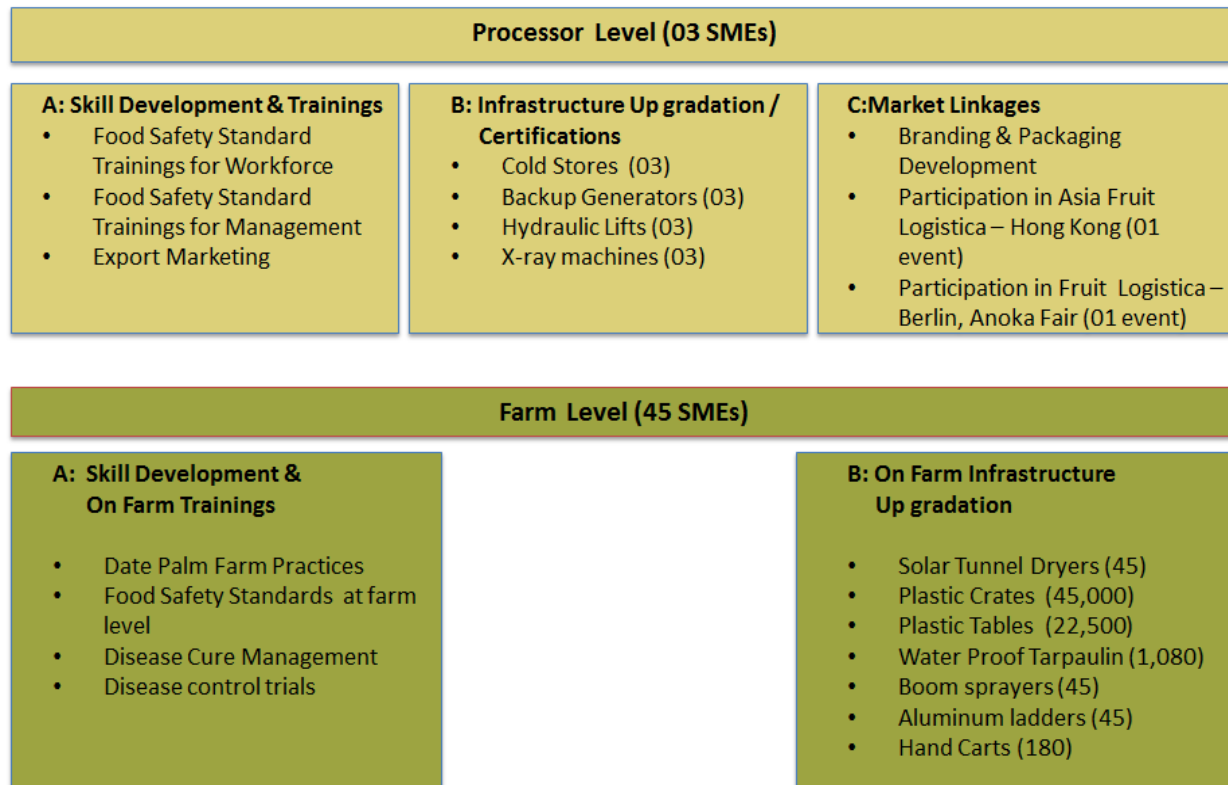 Processor Level (03 SMEs)
A: Skill Development & Trainings
• Food Safety Standard
Trainings for Workforce
• Food Safety Standard
Trainings for Management
• Export Marketing
B: Infrastructure Up gradation /
Certifications
• Cold Stores (03)
• Backup Generators (03)
• Hydraulic Lifts (03)
• X-ray machines (03)
C:Market Linkages
• Branding & Packaging
Development
• Participation in Asia Fruit
Logistica – Hong Kong (01
event)
• Participation in Fruit Logistica –
Berlin, Anoka Fair (01 event)
Farm Level (45 SMEs)
A: Skill Development &
On Farm Trainings
• Date Palm Farm Practices
• Food Safety Standards at farm
level
• Disease Cure Management
• Disease control trials
B: On Farm Infrastructure
Up gradation
• Solar Tunnel Dryers (45)
• Plastic Crates (45,000)
• Plastic Tables (22,500)
• Water Proof Tarpaulin (1,080)
• Boom sprayers (45)
• Aluminum ladders (45)
• Hand Carts (180)